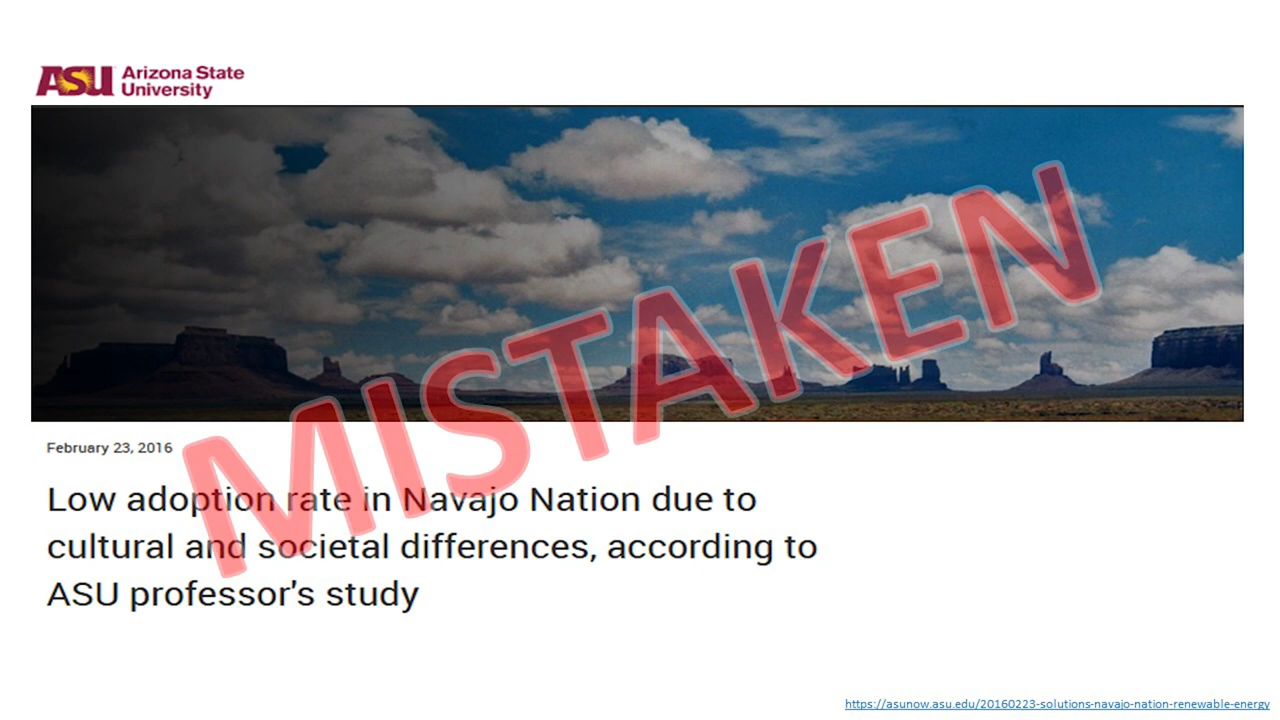 ASU Arizona State
University
MISTAKEN
February 23, 2016
Low adoption rate in Navajo Nation due to
cultural and societal differences, according to
ASU professor's study
https://asunow.asu.edu/20160223-solutions-navajo-nation-renewable-energy